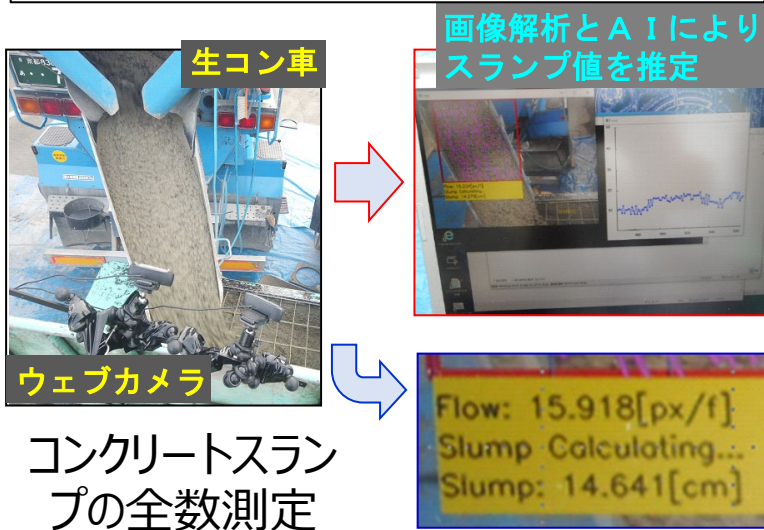 画像解析とＡＩにより
スランプ値を推定
生コン車
ウェブカメラ
Flow: 15.918[px/f]
Slump Calculating...
Slump: 14.641[cm]
コンクリートスラン
プの全数測定